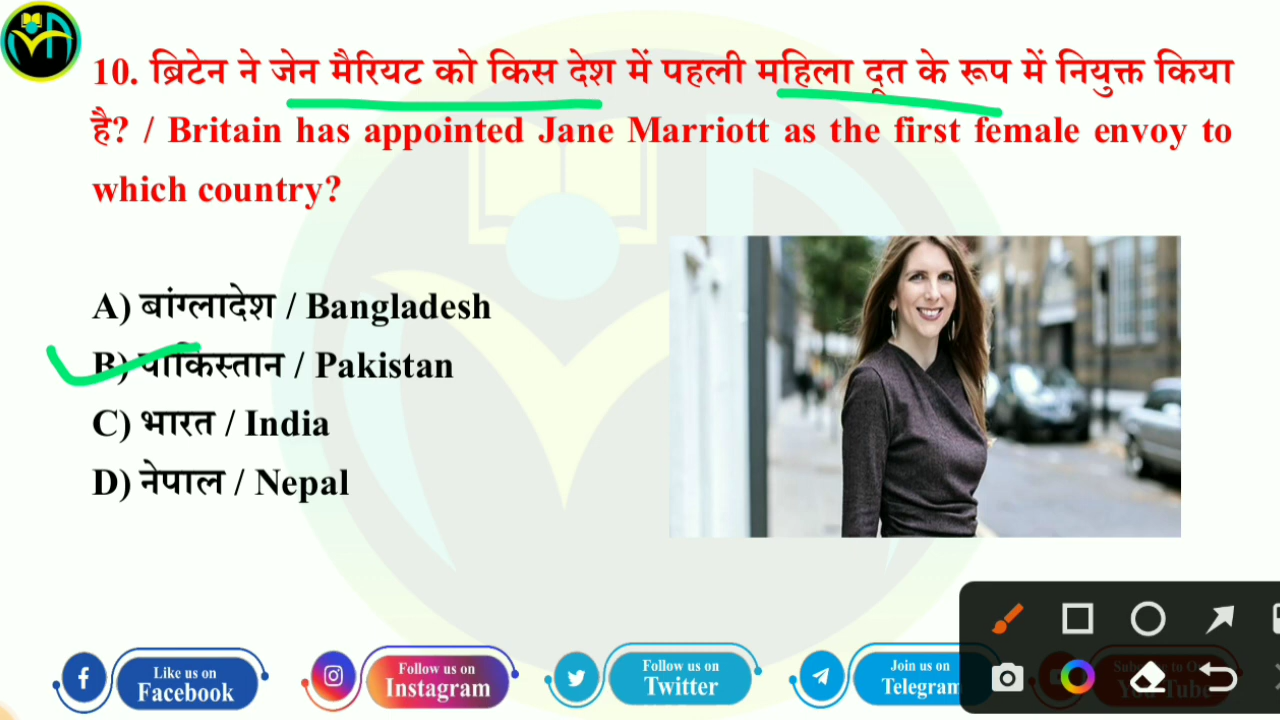 10. ब्रिटेन ने जेन मैरियट को किस देश में पहली महिला दूत के रूप में नियुक्त किया
है? / Britain has appointed Jane Marriott as the first female envoy to
which country?
A) बांग्लादेश / Bangladesh
B) पाकिस्तान / Pakistan
C) भारत / India
D) नेपाल / Nepal
Like us on
Facebook
Follow us on
Instagram
Follow us on
Twitter
Join us on
Telegram
Subscribe to Our
YouTube